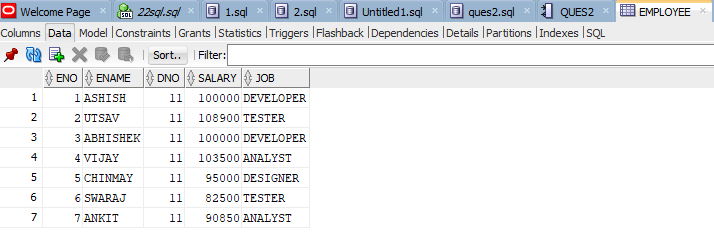 Welcome Page 22sql.sql 1.sql 2.sql Untitled1.sql ques2.sql QUES2 EMPLOYEE
Columns Data Model Constraints Grants Statistics Triggers Flashback Dependencies Details Partitions Indexes SQL
Sort.. Filter:
ENO ENAME DNO SALARY JOB
1 1 ASHISH 11 100000 DEVELOPER
2 2 UTSAV 11 108900 TESTER
3 3 ABHISHEK 11 100000 DEVELOPER
4 4 VIJAY 11 103500 ANALYST
5 5 CHINMAY 11 95000 DESIGNER
6 6 SWARAJ 11 82500 TESTER
7 7 ANKIT 11 90850 ANALYST